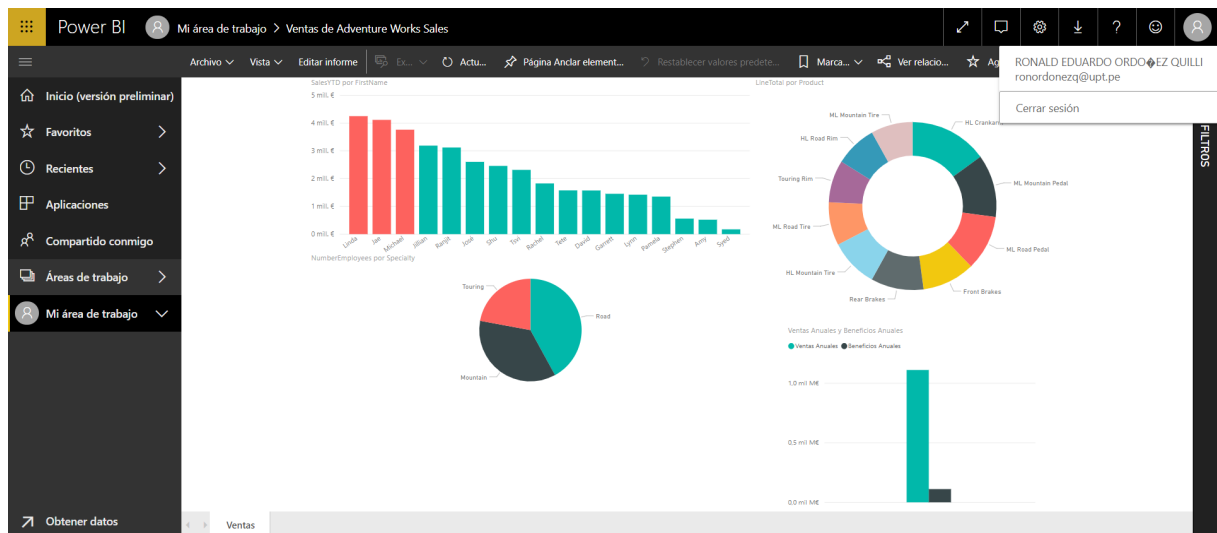 Power BI
Mi área de trabajo > Ventas de Adventure Works Sales
RONALD EDUARDO ORDO�EZ QUILLI
ronordonezq@upt.pe
Cerrar sesión
Archivo
Vista
Editar informe
Ex...
Actu...
Página Anclar element...
Restablecer valores predete...
Marca...
Ver relacio...
Inicio (versión preliminar)
Favoritos
Recientes
Aplicaciones
Compartido conmigo
Áreas de trabajo
Mi área de trabajo
Obtener datos
SalesYTD por FirstName
5 mill. €
4 mill. €
3 mill. €
2 mill. €
1 mill. €
0 mill. €
Linda
Jae
Michael
Jillian
Ranjit
José
Shu
Tsvi
Rachel
Tete
David
Garrett
Lynn
Pamela
Stephen
Amy
Syed
NumberEmployees por Specialty
Touring
Road
Mountain
LineTotal por Product
ML Mountain Tire
HL Road Rim
Touring Rim
ML Road Tire
HL Mountain Tire
Rear Brakes
Front Brakes
ML Road Pedal
ML Mountain Pedal
HL Crankar
Ventas Anuales y Beneficios Anuales
Ventas Anuales Beneficios Anuales
1,0 mil M€
0,5 mil M€
0,0 mil M€
FILTROS
Ventas